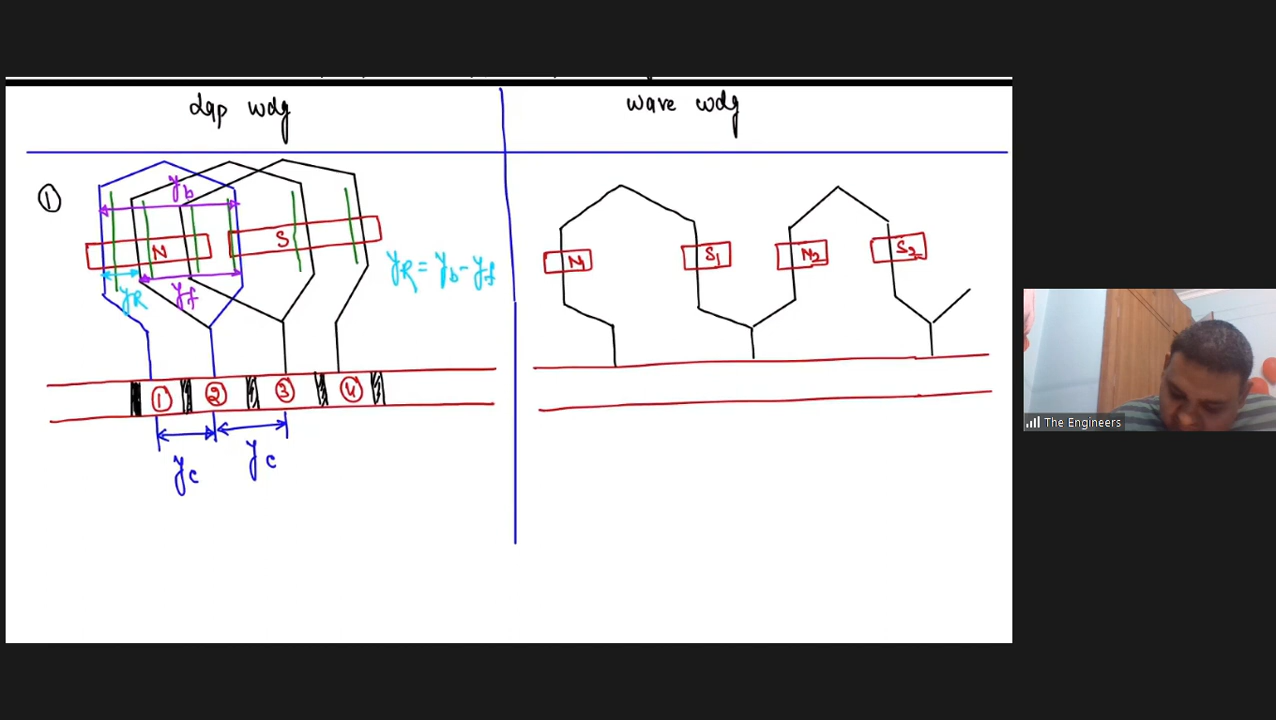 Lap wdg
wave wdg
①
yb
N
S
yR = yb - yf
yR
yf
N1
S1
N2
S2
① ② ③ ④
yc
yc
The Engineers